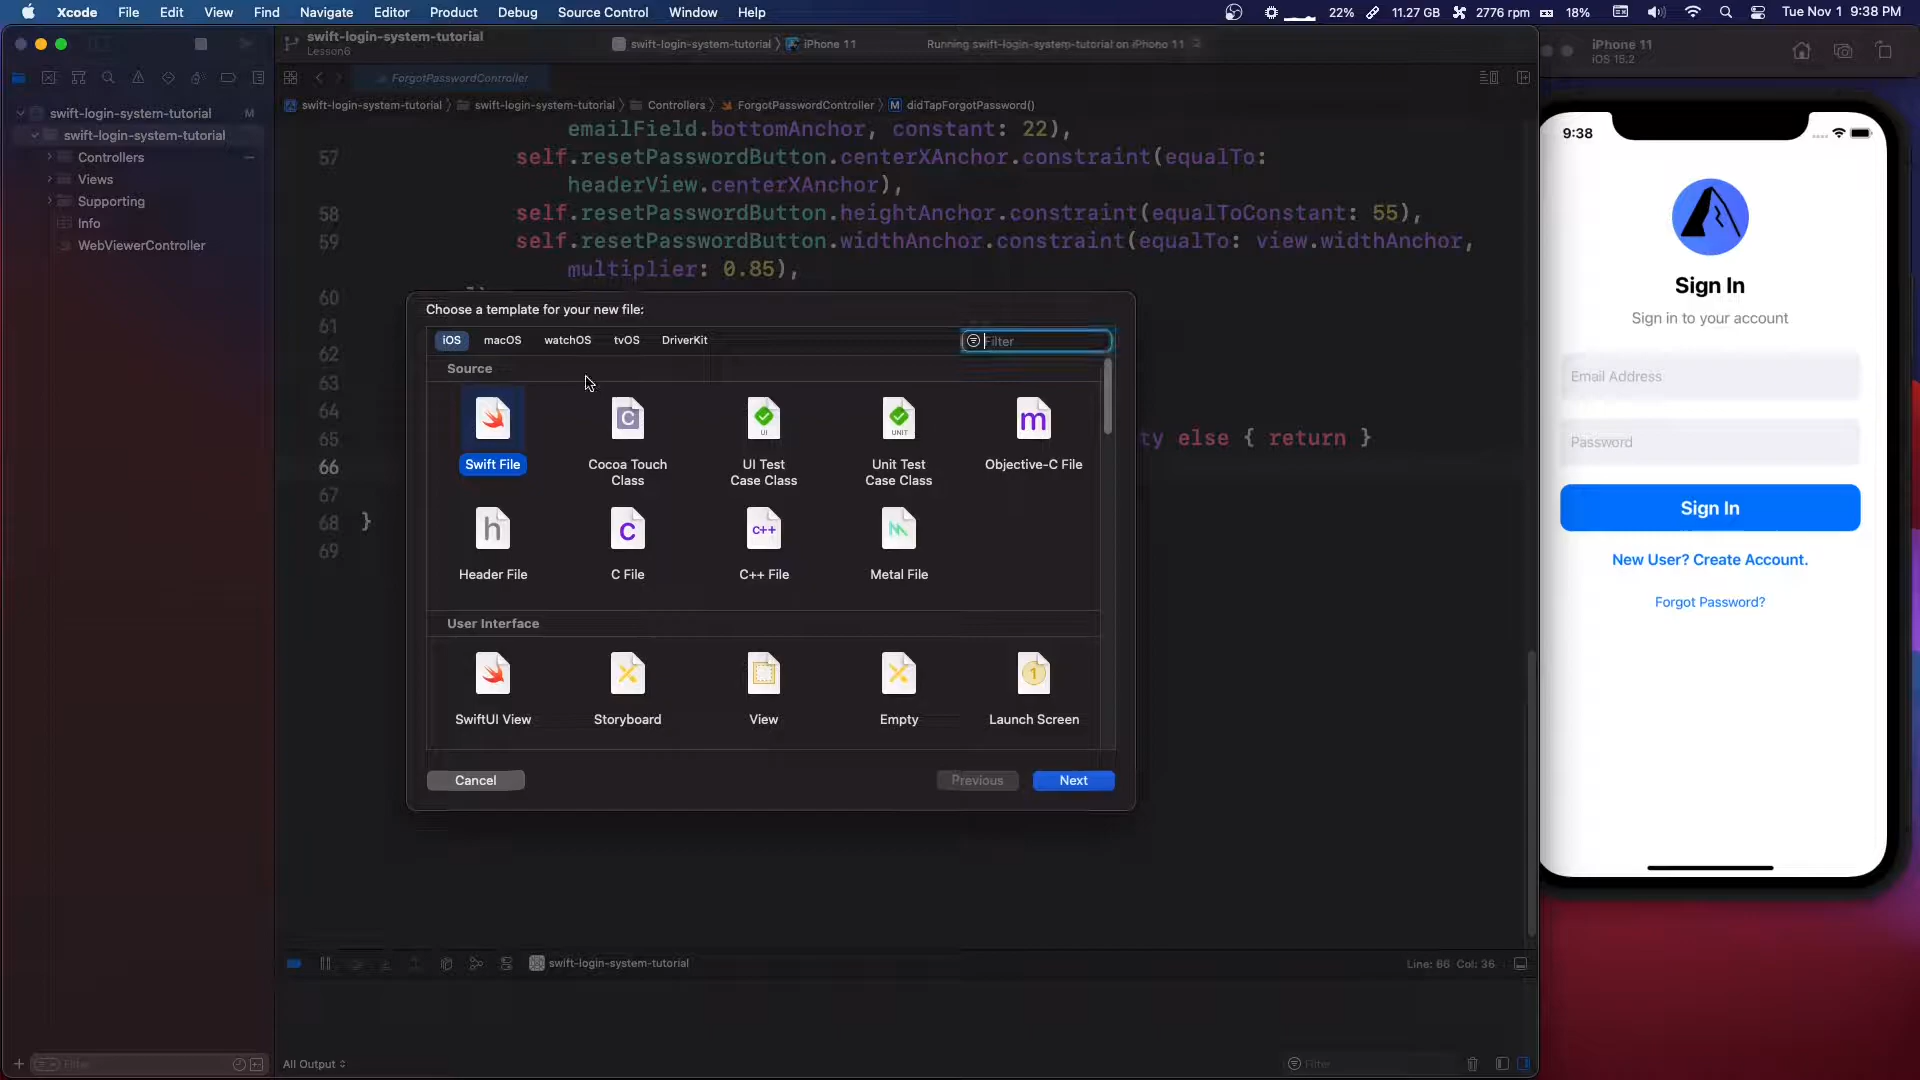 Xcode File Edit View Find Navigate Editor Product Debug Source Control Window Help
22% 11.27 GB 2776 rpm 18% Tue Nov 1 9:38 PM
swift-login-system-tutorial
Lesson6
swift-login-system-tutorial 〉 iPhone 11
Running swift-login-system-tutorial on iPhone 11 2
iPhone 11
iOS 15.2
ForgotPasswordController
swift-login-system-tutorial 〉 swift-login-system-tutorial 〉 Controllers 〉 ForgotPasswordController 〉 M didTapForgotPassword()
swift-login-system-tutorial M
swift-login-system-tutorial
Controllers
Views
Supporting
Info
WebViewerController
emailField.bottomAnchor, constant: 22),
57 self.resetPasswordButton.centerXAnchor.constraint(equalTo:
headerView.centerXAnchor),
58 self.resetPasswordButton.heightAnchor.constraint(equalToConstant: 55),
59 self.resetPasswordButton.widthAnchor.constraint(equalTo: view.widthAnchor,
multiplier: 0.85),
60
61
62
63
64
65 ty else { return }
66
67
68 }
69
Choose a template for your new file:
iOS macOS watchOS tvOS DriverKit
Filter
Source
C UI UNIT m
Swift File
Cocoa Touch
Class
UI Test
Case Class
Unit Test
Case Class
Objective-C File
h C C++
Header File
C File
C++ File
Metal File
User Interface
1
SwiftUI View
Storyboard
View
Empty
Launch Screen
Cancel
Previous
Next
swift-login-system-tutorial
Line: 66 Col: 36
Filter
All Output
Filter
9:38
Sign In
Sign in to your account
Email Address
Password
Sign In
New User? Create Account.
Forgot Password?